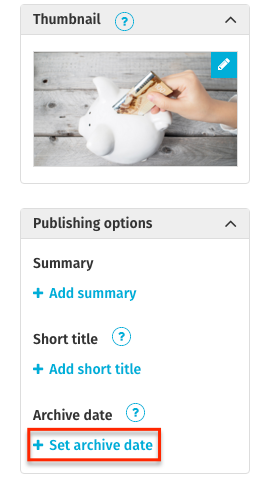 Thumbnail ?
Publishing options
Summary
+ Add summary
Short title ?
+ Add short title
Archive date ?
+ Set archive date